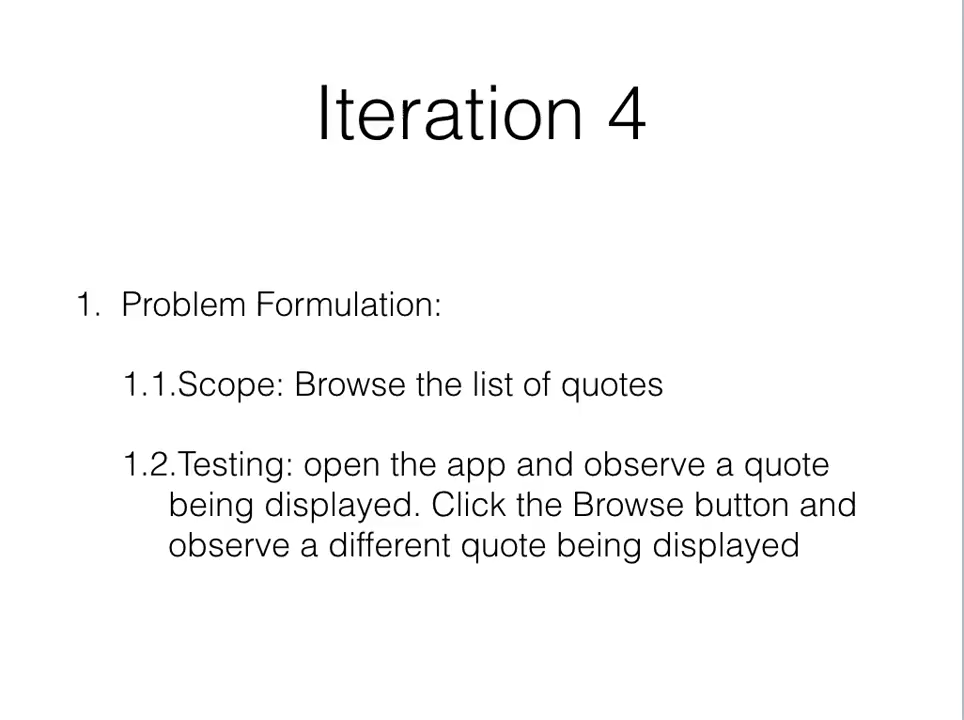 Iteration 4
1. Problem Formulation:
1.1.Scope: Browse the list of quotes
1.2.Testing: open the app and observe a quote
being displayed. Click the Browse button and
observe a different quote being displayed